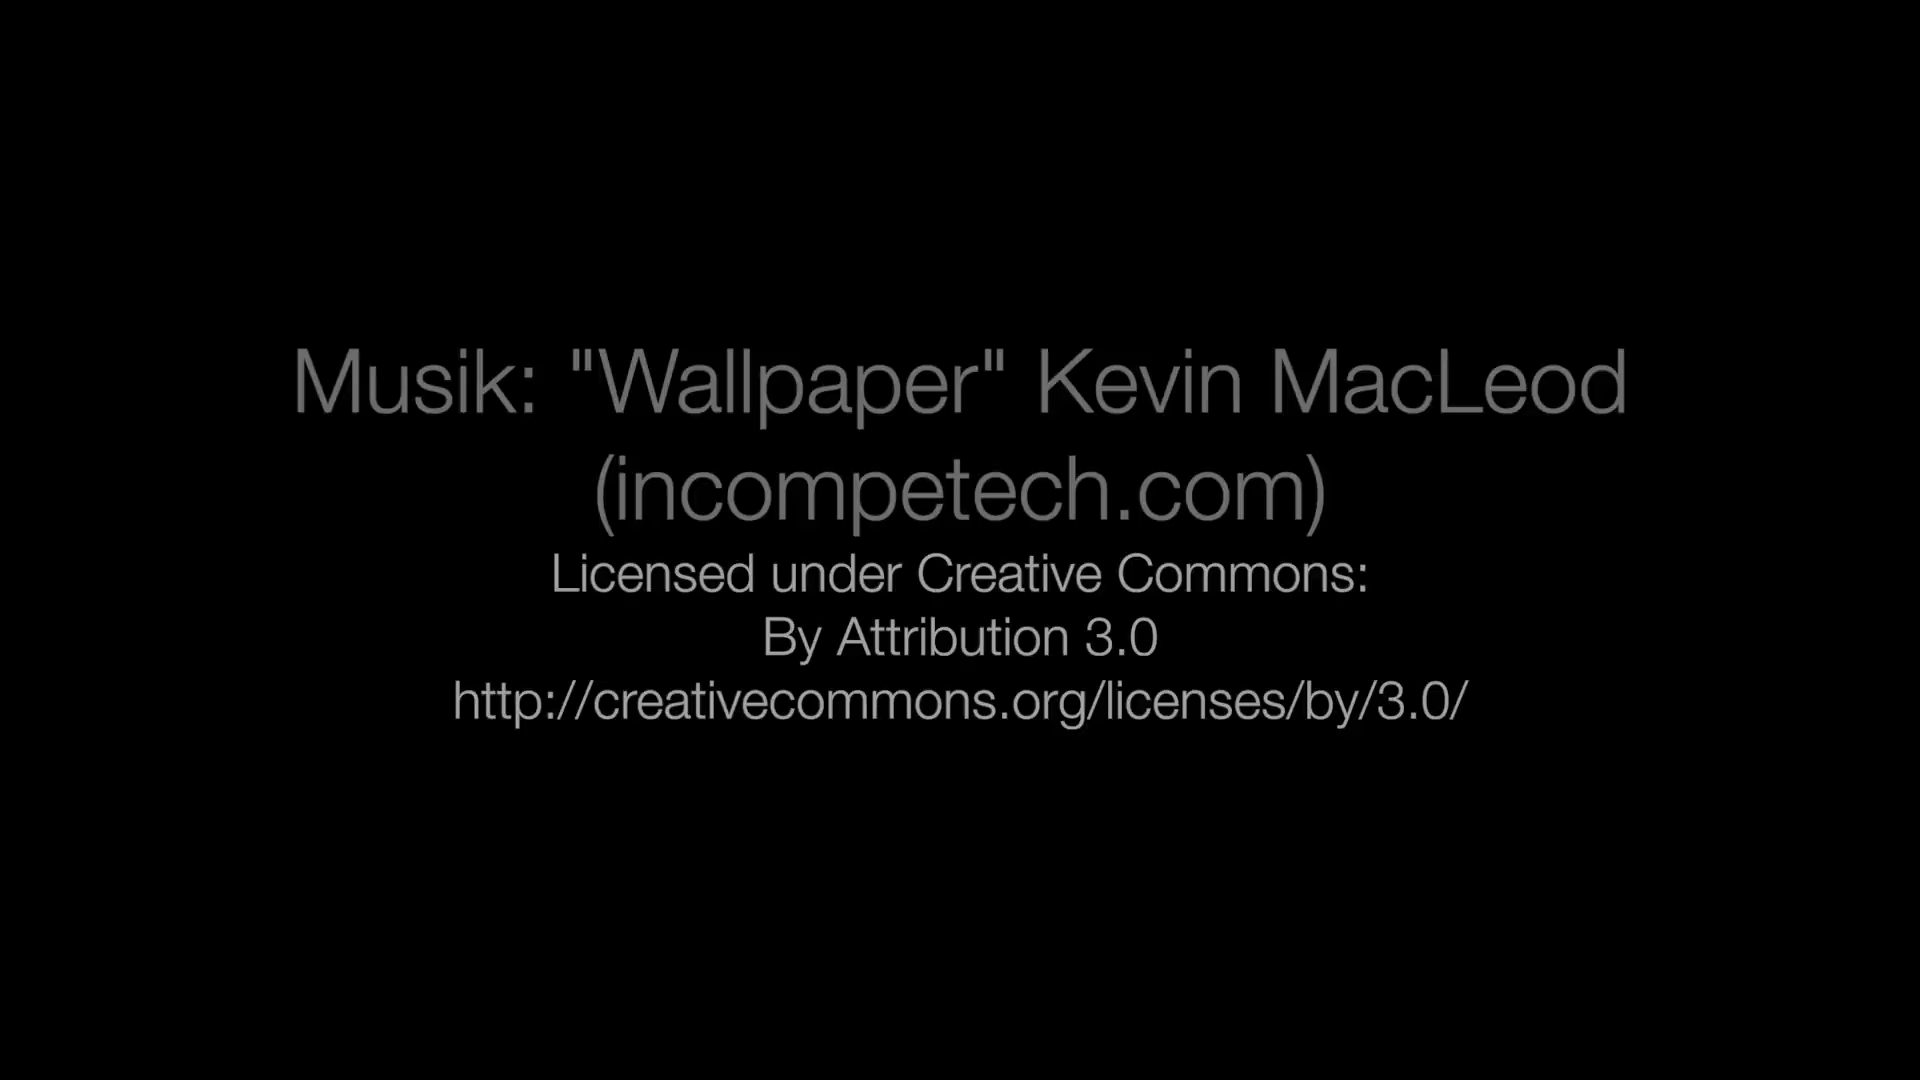 Musik: "Wallpaper" Kevin MacLeod
(incompetech.com)
Licensed under Creative Commons:
By Attribution 3.0
http://creativecommons.org/licenses/by/3.0/